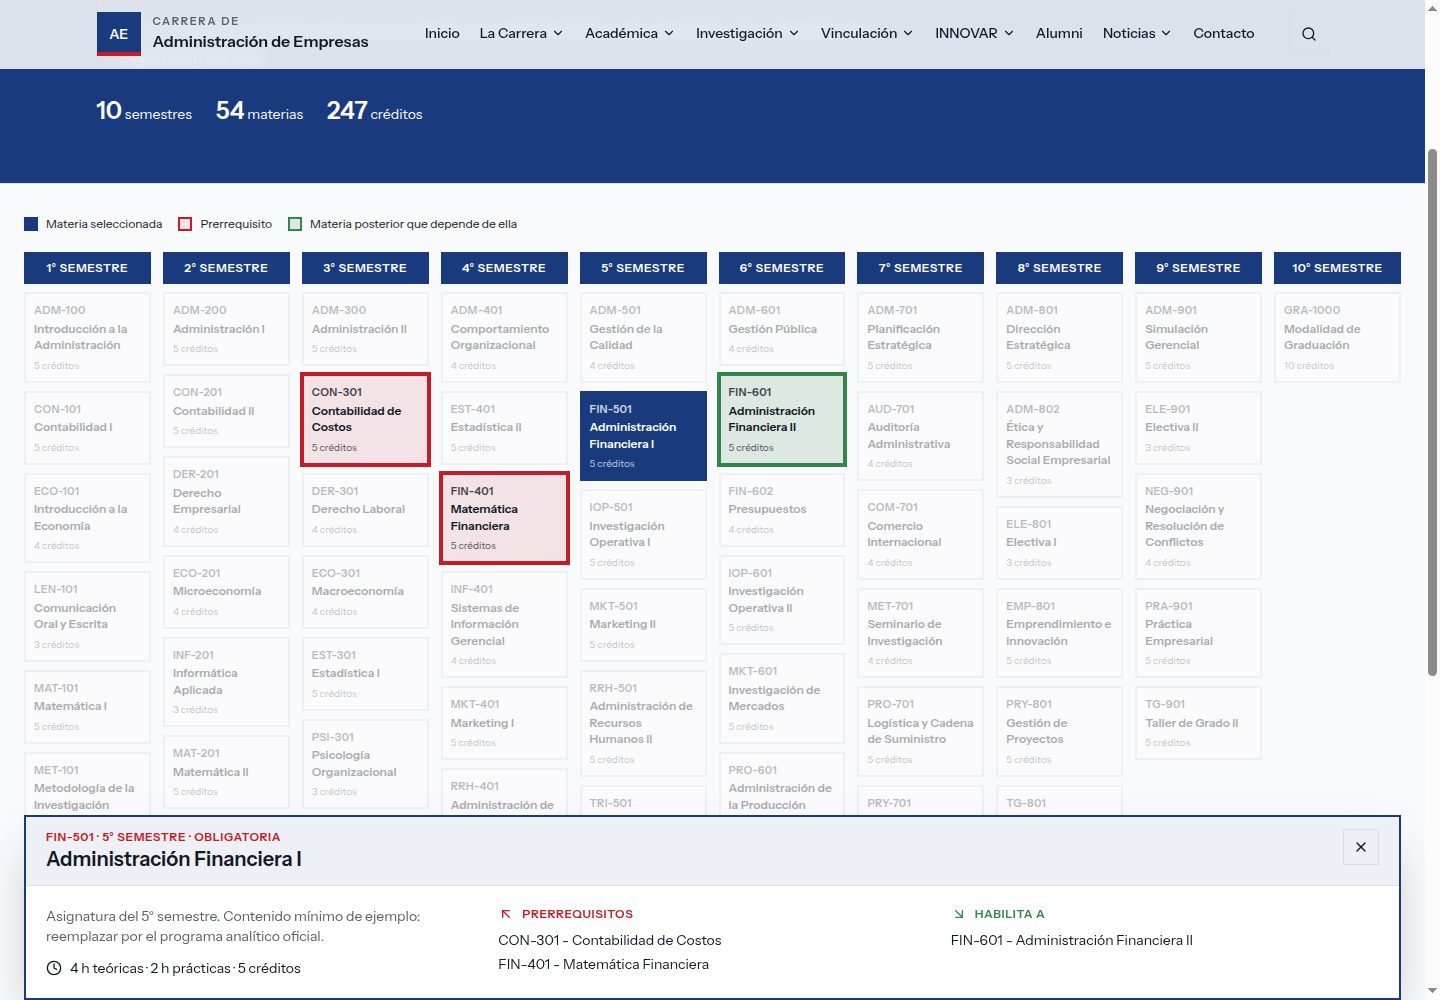 AE
CARRERA DE
Administración de Empresas
Inicio
La Carrera
Académica
Investigación
Vinculación
INNOVAR
Alumni
Noticias
Contacto
10 semestres
54 materias
247 créditos
Materia seleccionada
Prerrequisito
Materia posterior que depende de ella
1º SEMESTRE
ADM-100
Introducción a la
Administración
5 créditos
CON-101
Contabilidad I
5 créditos
ECO-101
Introducción a la
Economía
4 créditos
LEN-101
Comunicación
Oral y Escrita
3 créditos
MAT-101
Matemática I
5 créditos
MET-101
Metodología de la
Investigación
2º SEMESTRE
ADM-200
Administración I
5 créditos
CON-201
Contabilidad II
5 créditos
DER-201
Derecho
Empresarial
4 créditos
ECO-201
Microeconomía
4 créditos
INF-201
Informática
Aplicada
3 créditos
MAT-201
Matemática II
5 créditos
3º SEMESTRE
ADM-300
Administración II
5 créditos
CON-301
Contabilidad de
Costos
5 créditos
DER-301
Derecho Laboral
4 créditos
ECO-301
Macroeconomía
4 créditos
EST-301
Estadística I
5 créditos
PSI-301
Psicología
Organizacional
3 créditos
4º SEMESTRE
ADM-401
Comportamiento
Organizacional
4 créditos
EST-401
Estadística II
5 créditos
FIN-401
Matemática
Financiera
5 créditos
INF-401
Sistemas de
Información
Gerencial
4 créditos
MKT-401
Marketing I
5 créditos
RRH-401
Administración de
5º SEMESTRE
ADM-501
Gestión de la
Calidad
4 créditos
FIN-501
Administración
Financiera I
5 créditos
IOP-501
Investigación
Operativa I
5 créditos
MKT-501
Marketing II
5 créditos
RRH-501
Administración de
Recursos
Humanos II
5 créditos
TRI-501
6º SEMESTRE
ADM-601
Gestión Pública
4 créditos
FIN-601
Administración
Financiera II
5 créditos
FIN-602
Presupuestos
4 créditos
IOP-601
Investigación
Operativa II
5 créditos
MKT-601
Investigación de
Mercados
5 créditos
PRO-601
Administración de
la Producción
7º SEMESTRE
ADM-701
Planificación
Estratégica
5 créditos
AUD-701
Auditoría
Administrativa
4 créditos
COM-701
Comercio
Internacional
4 créditos
MET-701
Seminario de
Investigación
4 créditos
PRO-701
Logística y Cadena
de Suministro
5 créditos
PRY-701
8º SEMESTRE
ADM-801
Dirección
Estratégica
5 créditos
ADM-802
Ética y
Responsabilidad
Social Empresarial
3 créditos
ELE-801
Electiva I
3 créditos
EMP-801
Emprendimiento e
Innovación
5 créditos
PRY-801
Gestión de
Proyectos
5 créditos
TG-801
9º SEMESTRE
ADM-901
Simulación
Gerencial
5 créditos
ELE-901
Electiva II
3 créditos
NEG-901
Negociación y
Resolución de
Conflictos
4 créditos
PRA-901
Práctica
Empresarial
5 créditos
TG-901
Taller de Grado II
5 créditos
10º SEMESTRE
GRA-1000
Modalidad de
Graduación
10 créditos
FIN-501 · 5º SEMESTRE · OBLIGATORIA
Administración Financiera I
Asignatura del 5º semestre. Contenido mínimo de ejemplo:
reemplazar por el programa analítico oficial.
4 h teóricas · 2 h prácticas · 5 créditos
PRERREQUISITOS
CON-301 - Contabilidad de Costos
FIN-401 - Matemática Financiera
HABILITA A
FIN-601 - Administración Financiera II